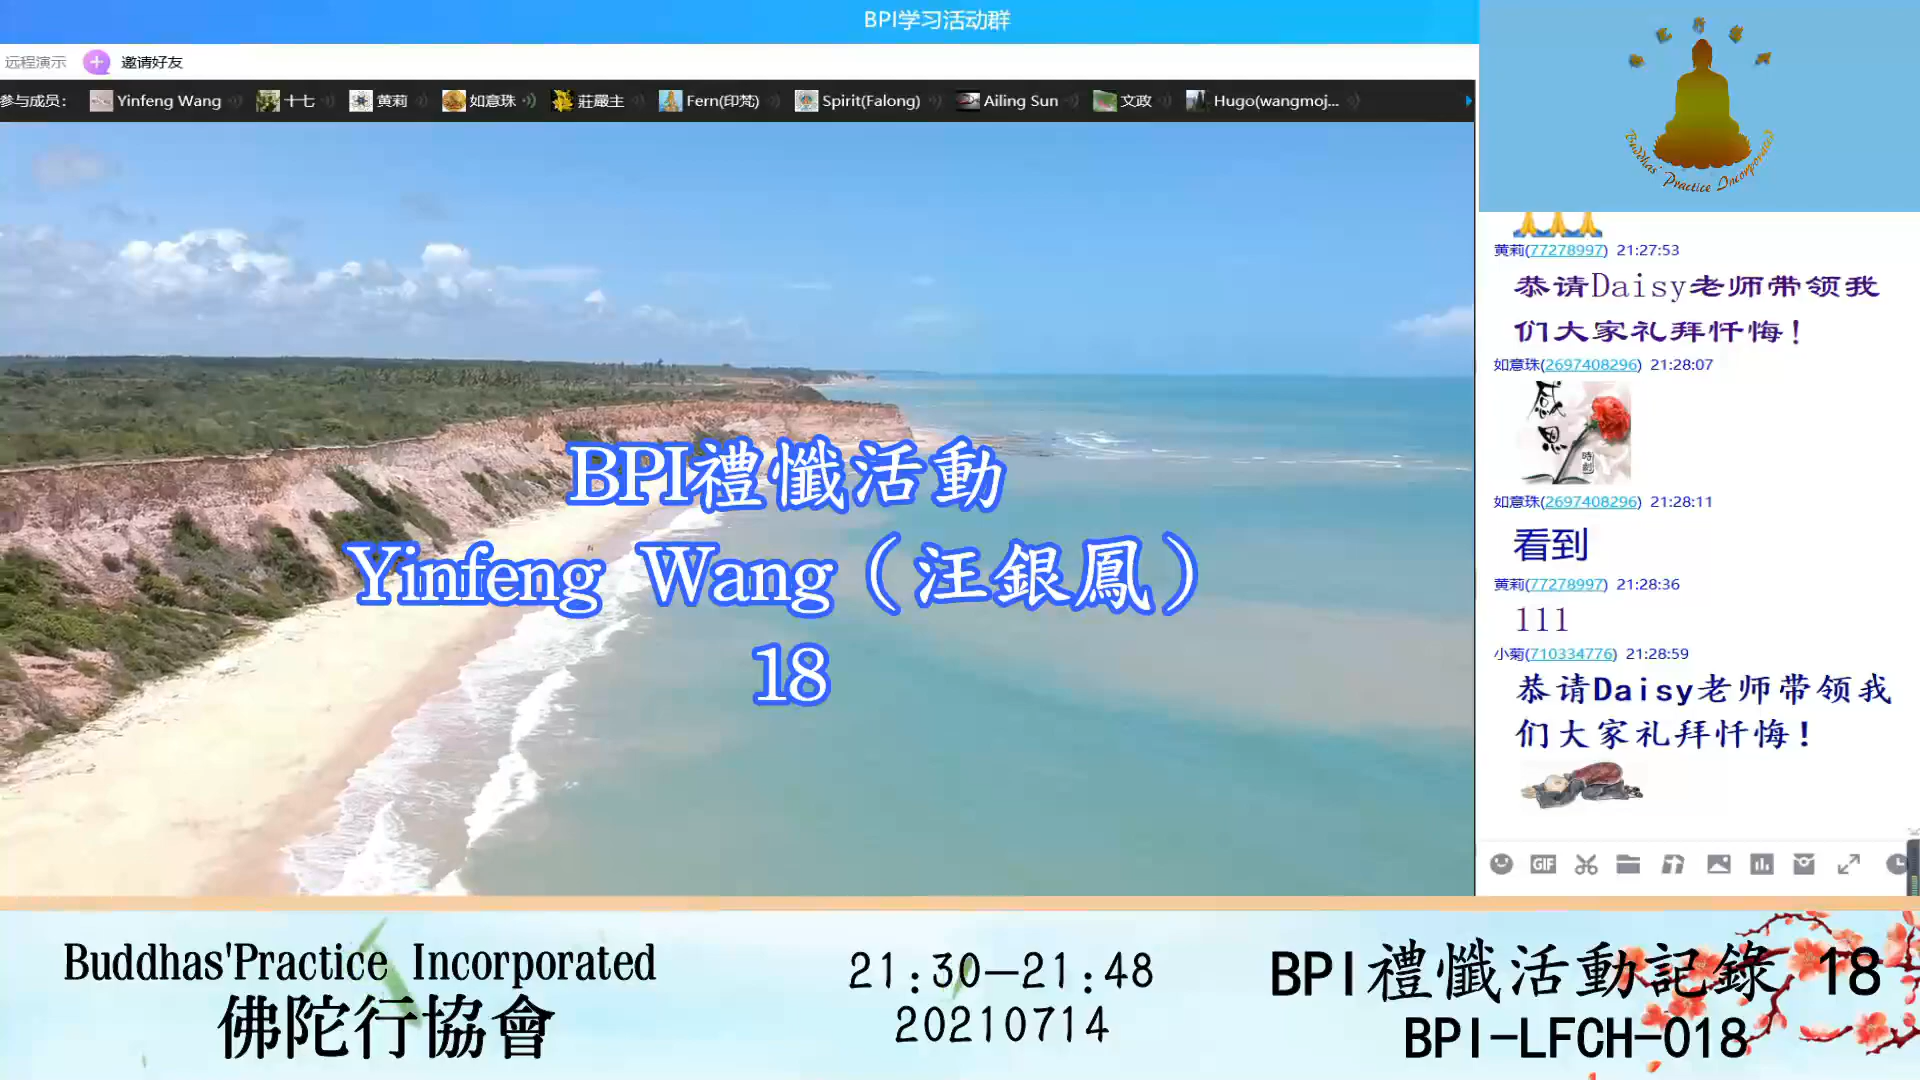 BPI学习活动群
远程演示
邀请好友
参与成员:
Yinfeng Wang
十七
黄莉
如意珠
莊嚴主
Fern(印梵)
Spirit(Falong)
Ailing Sun
文政
Hugo(wangmoj...
Buddhas' Practice Incorporated
黄莉(77278997) 21:27:53
恭请Daisy老师带领我
们大家礼拜忏悔!
如意珠(2697408296) 21:28:07
感
恩
時刻
如意珠(2697408296) 21:28:11
看到
黄莉(77278997) 21:28:36
111
小菊(710334776) 21:28:59
恭请Daisy老师带领我
们大家礼拜忏悔!
GIF
BPI禮懺活動
Yinfeng Wang（汪銀鳳）
18
Buddhas'Practice Incorporated
佛陀行協會
21:30—21:48
20210714
BPI禮懺活動記錄 18
BPI-LFCH-018